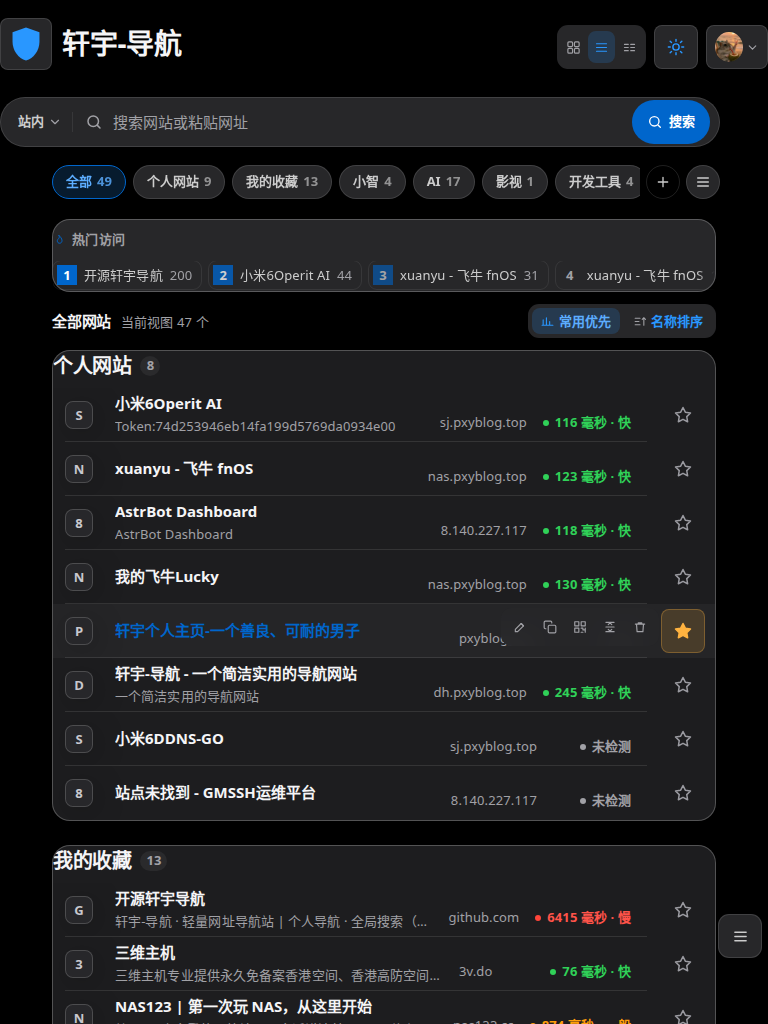 轩宇-导航
站内 搜索网站或粘贴网址 搜索
全部 49 个人网站 9 我的收藏 13 小智 4 AI 17 影视 1 开发工具 4
热门访问
1 开源轩宇导航 200 2 小米6Operit AI 44 3 xuanyu - 飞牛 fnOS 31 4 xuanyu - 飞牛 fnOS
全部网站 当前视图 47 个 常用优先 名称排序
个人网站 8
S 小米6Operit AI
Token:74d253946eb14fa199d5769da0934e00 sj.pxyblog.top 116 毫秒 · 快
N xuanyu - 飞牛 fnOS nas.pxyblog.top 123 毫秒 · 快
8 AstrBot Dashboard
AstrBot Dashboard 8.140.227.117 118 毫秒 · 快
N 我的飞牛Lucky nas.pxyblog.top 130 毫秒 · 快
P 轩宇个人主页-一个善良、可耐的男子 pxyblog
D 轩宇-导航 - 一个简洁实用的导航网站
一个简洁实用的导航网站 dh.pxyblog.top 245 毫秒 · 快
S 小米6DDNS-GO sj.pxyblog.top 未检测
8 站点未找到 - GMSSH运维平台 8.140.227.117 未检测
我的收藏 13
G 开源轩宇导航
轩宇-导航 · 轻量网址导航站 | 个人导航 · 全局搜索（... github.com 6415 毫秒 · 慢
3 三维主机
三维主机专业提供永久免备案香港空间、香港高防空间... 3v.do 76 毫秒 · 快
N NAS123 | 第一次玩 NAS，从这里开始